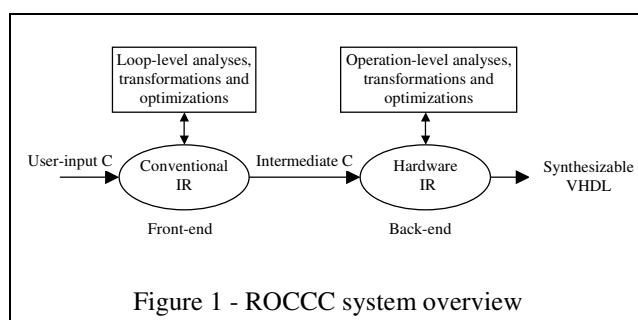 Loop-level analyses,
transformations and
optimizations
Operation-level analyses,
transformations and
optimizations
User-input C
Conventional
IR
Intermediate C
Hardware
IR
Synthesizable
VHDL
Front-end
Back-end
Figure 1 - ROCCC system overview